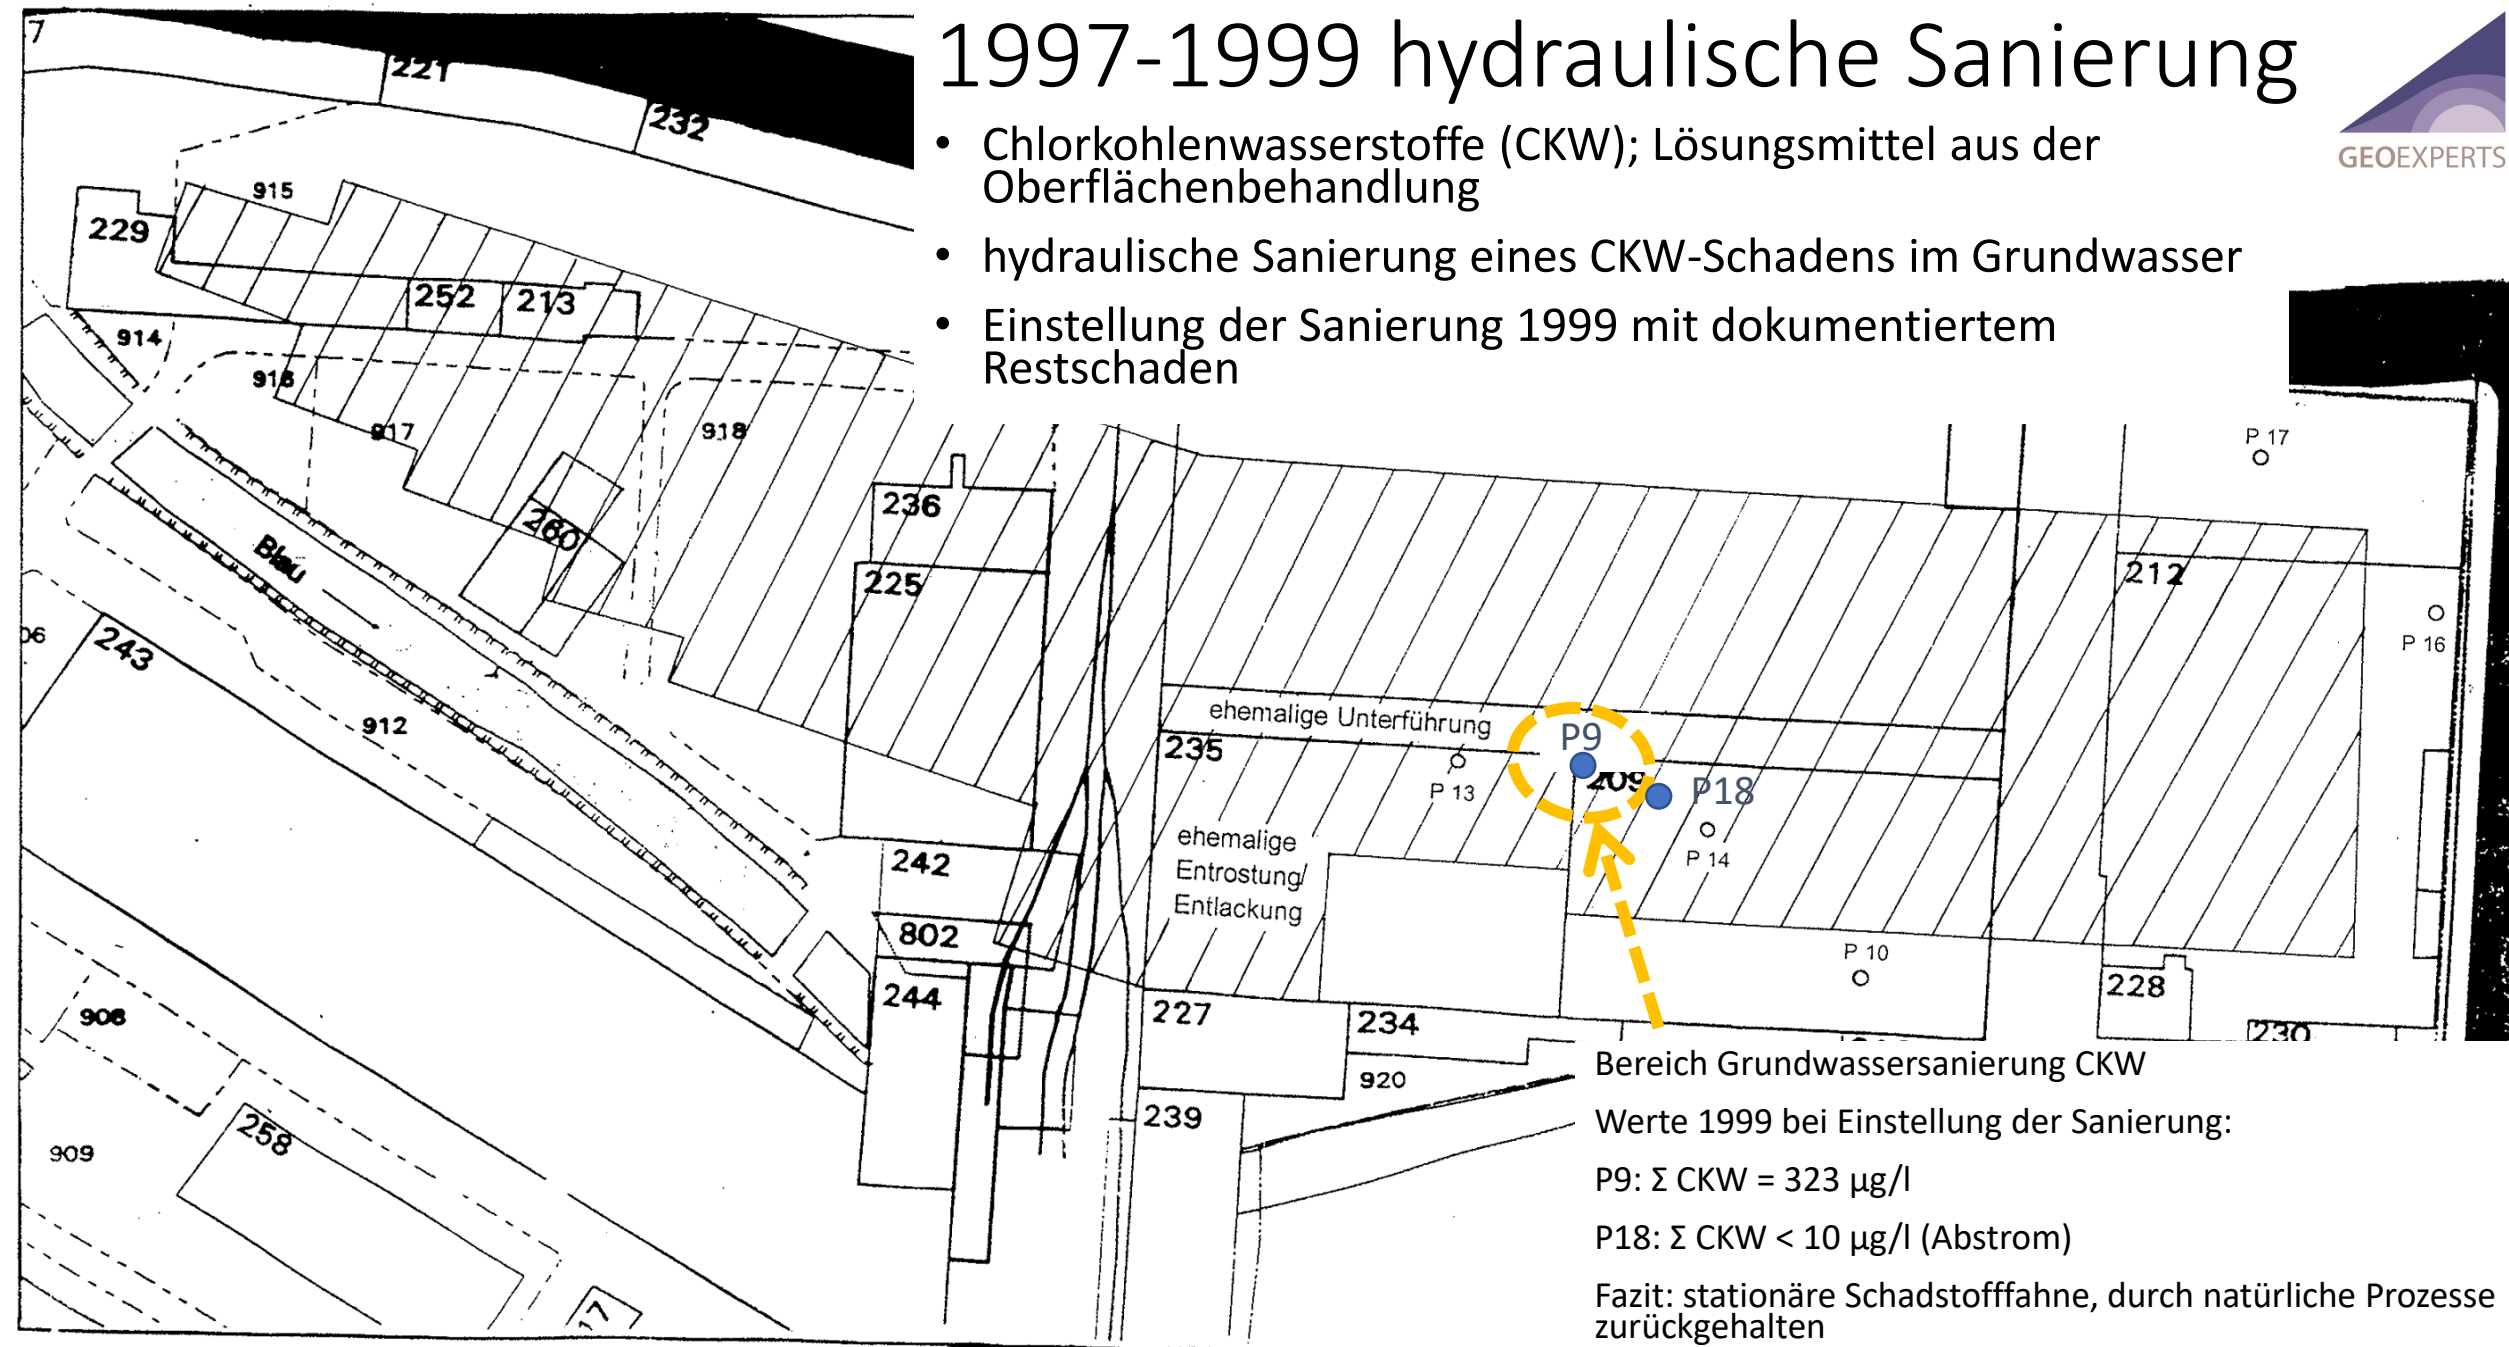 1997-1999 hydraulische Sanierung
GEOEXPERTS
• Chlorkohlenwasserstoffe (CKW); Lösungsmittel aus der
Oberflächenbehandlung
• hydraulische Sanierung eines CKW-Schadens im Grundwasser
• Einstellung der Sanierung 1999 mit dokumentiertem
Restschaden
7
221
232
915
229
252
213
914
916
917
918
P 17
236
260
Blau
225
212
P 16
06
243
912
ehemalige Unterführung
P9
235
209
P 13
P18
ehemalige
Entrostung/
Entlackung
P 14
242
802
P 10
244
227
234
228
230
908
920
239
258
909
17
Bereich Grundwassersanierung CKW
Werte 1999 bei Einstellung der Sanierung:
P9: Σ CKW = 323 µg/l
P18: Σ CKW < 10 µg/l (Abstrom)
Fazit: stationäre Schadstofffahne, durch natürliche Prozesse
zurückgehalten